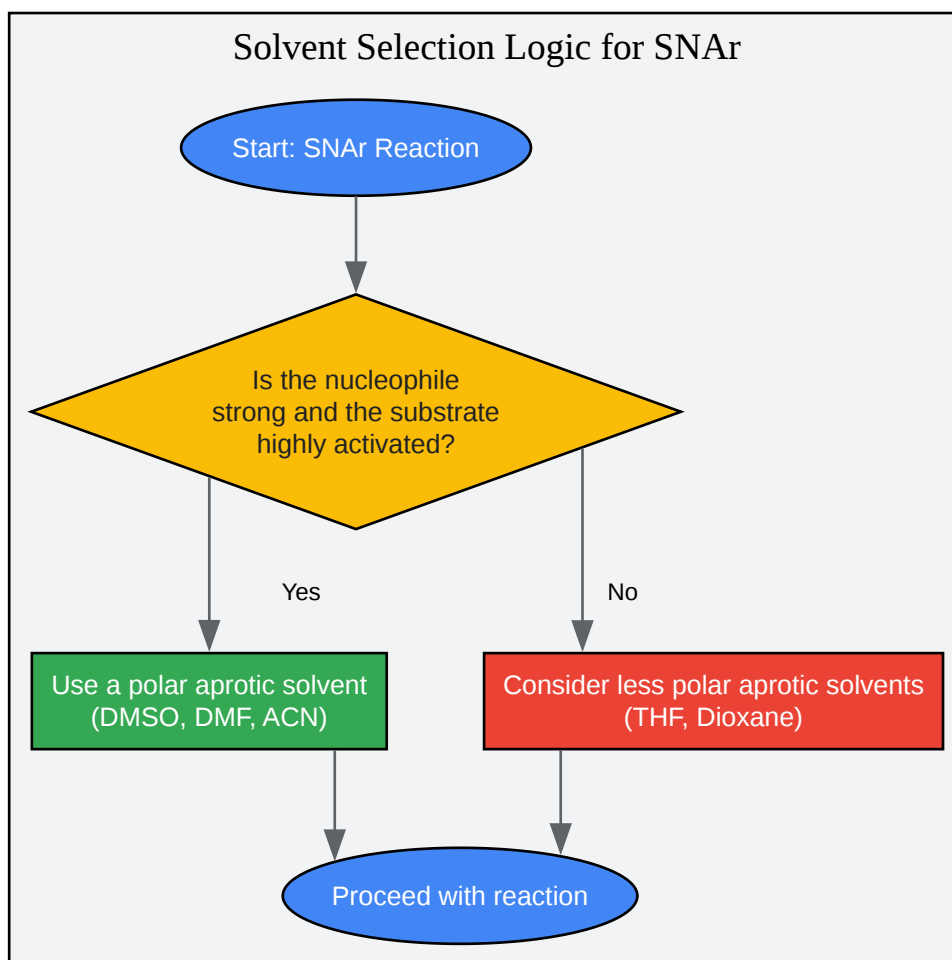 Solvent Selection Logic for SNAr
Start: SNAr Reaction
Is the nucleophile
strong and the substrate
highly activated?
Yes
No
Use a polar aprotic solvent
(DMSO, DMF, ACN)
Consider less polar aprotic solvents
(THF, Dioxane)
Proceed with reaction